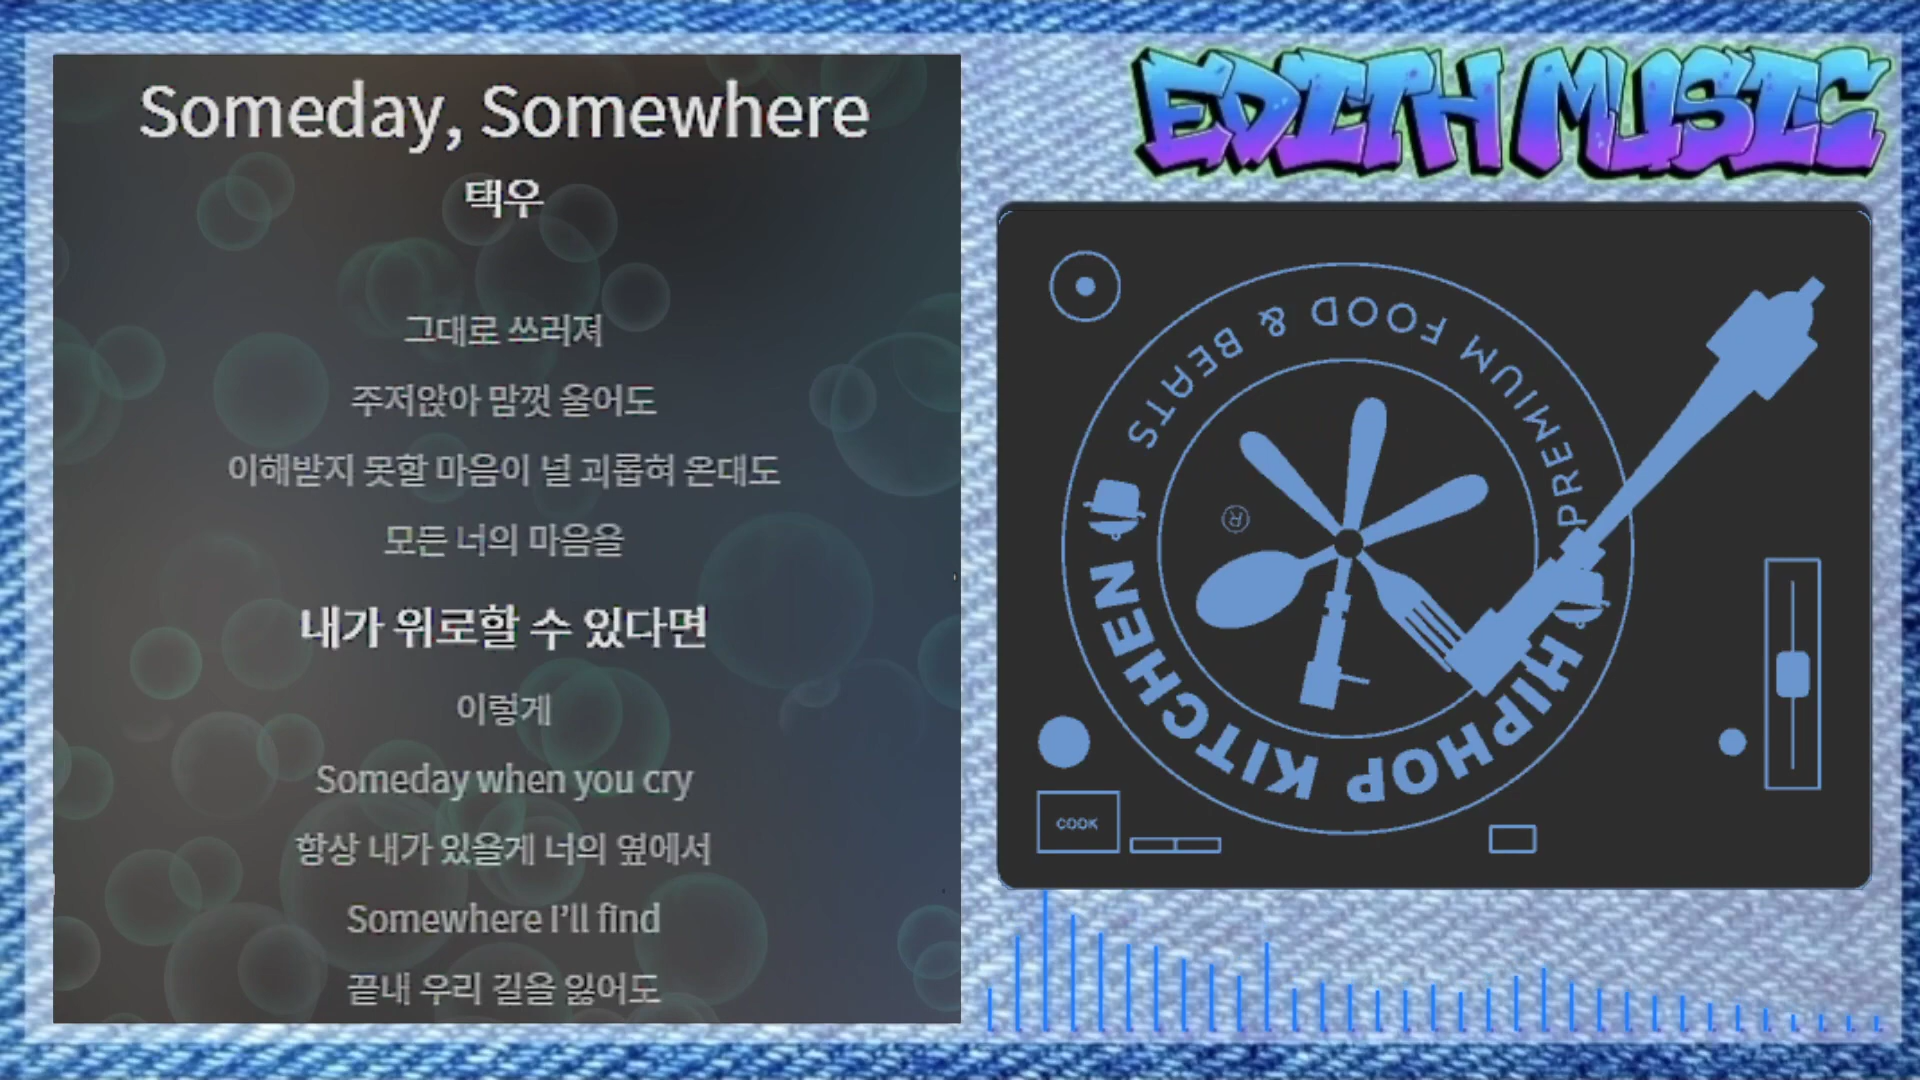 Someday, Somewhere
택우
그대로 쓰러져
주저앉아 맘껏 울어도
이해받지 못할 마음이 널 괴롭혀 온대도
모든 너의 마음을
내가 위로할 수 있다면
이렇게
Someday when you cry
항상 내가 있을게 너의 옆에서
Somewhere I’ll find
끝내 우리 길을 잃어도
EDITH MUSIC
PREMIUM FOOD & BEATS
®
HIPHOP KITCHEN
COOK